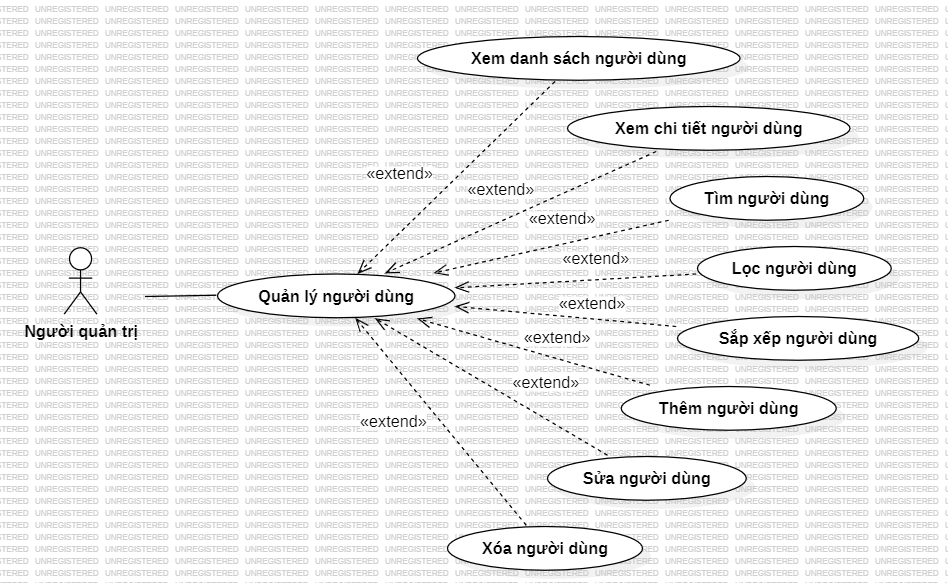 Xem danh sách người dùng
Xem chi tiết người dùng
«extend»
«extend»
Tìm người dùng
«extend»
«extend»
Lọc người dùng
Quản lý người dùng
«extend»
Người quản trị
Sắp xếp người dùng
«extend»
«extend»
Thêm người dùng
«extend»
Sửa người dùng
Xóa người dùng
UNREGISTERED